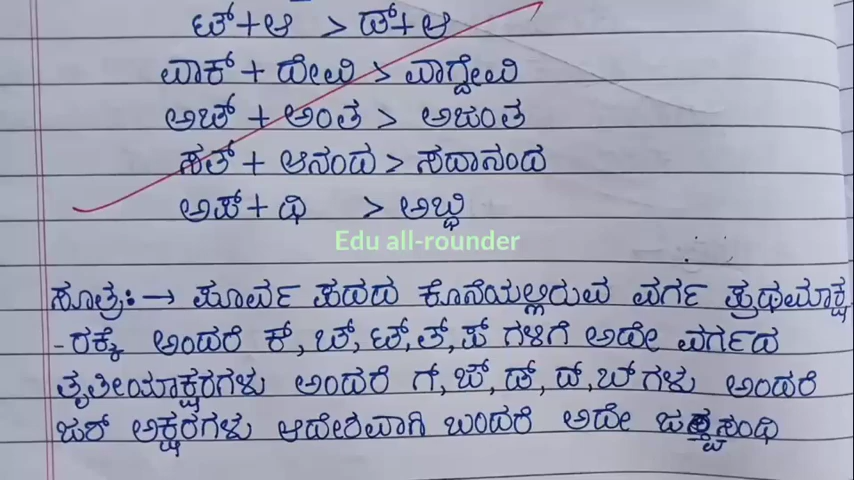 ಟ್+ಆ > ಡ್+ಆ
ವಾಕ್ + ದೇವಿ > ವಾಗ್ದೇವಿ
ಅಚ್ + ಅಂತ > ಅಜಂತ
ಸತ್ + ಆನಂದ > ಸದಾನಂದ
ಅಪ್ + ಧಿ > ಅಬ್ಧಿ
Edu all-rounder
ಸೂತ್ರ:→ ಪೂರ್ವ ಪದದ ಕೊನೆಯಲ್ಲಿರುವ ವರ್ಗ ಪ್ರಥಮಾಕ್ಷ
-ರಕ್ಕೆ ಅಂದರೆ ಕ್, ಚ್, ಟ್, ತ್, ಪ್ ಗಳಿಗೆ ಅದೇ ವರ್ಗದ
ತೃತೀಯಾಕ್ಷರಗಳು ಅಂದರೆ ಗ್, ಜ್, ಡ್, ದ್, ಬ್ ಗಳು ಅಂದರೆ
ಜಶ್ ಅಕ್ಷರಗಳು ಆದೇಶವಾಗಿ ಬಂದರೆ ಅದೇ ಜಶ್ತ್ವಸಂಧಿ